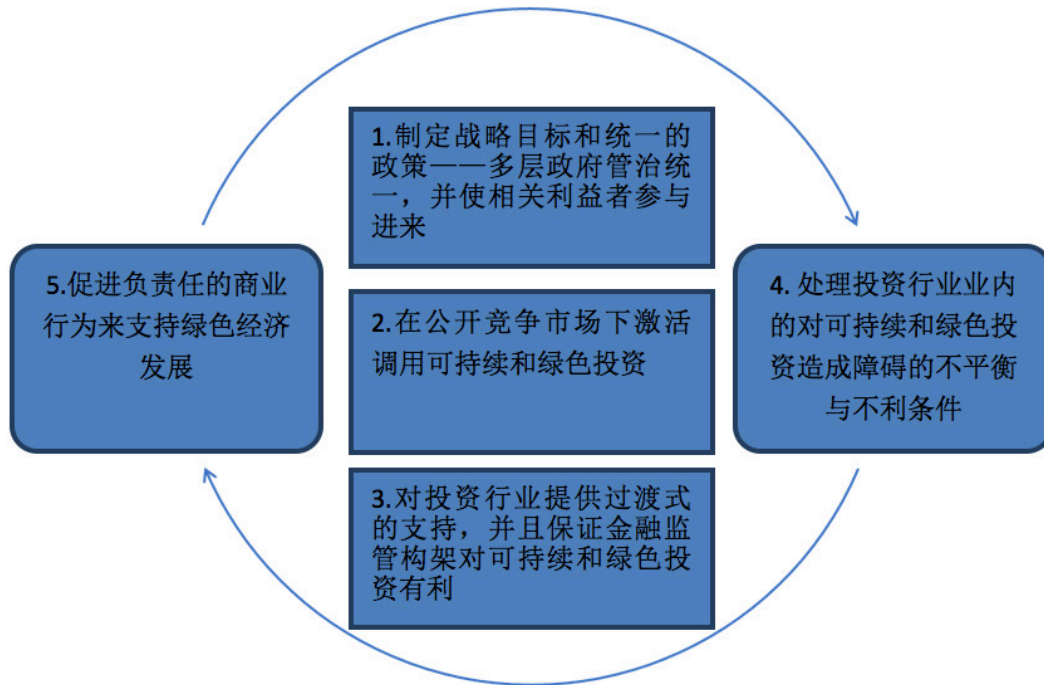 1.制定战略目标和统一的
政策——多层政府管治统
一，并使相关利益者参与
进来
5.促进负责任的商业
行为来支持绿色经济
发展
2.在公开竞争市场下激活
调用可持续和绿色投资
4. 处理投资行业业内
的对可持续和绿色投
资造成障碍的不平衡
与不利条件
3.对投资行业提供过渡式
的支持，并且保证金融监
管构架对可持续和绿色投
资有利